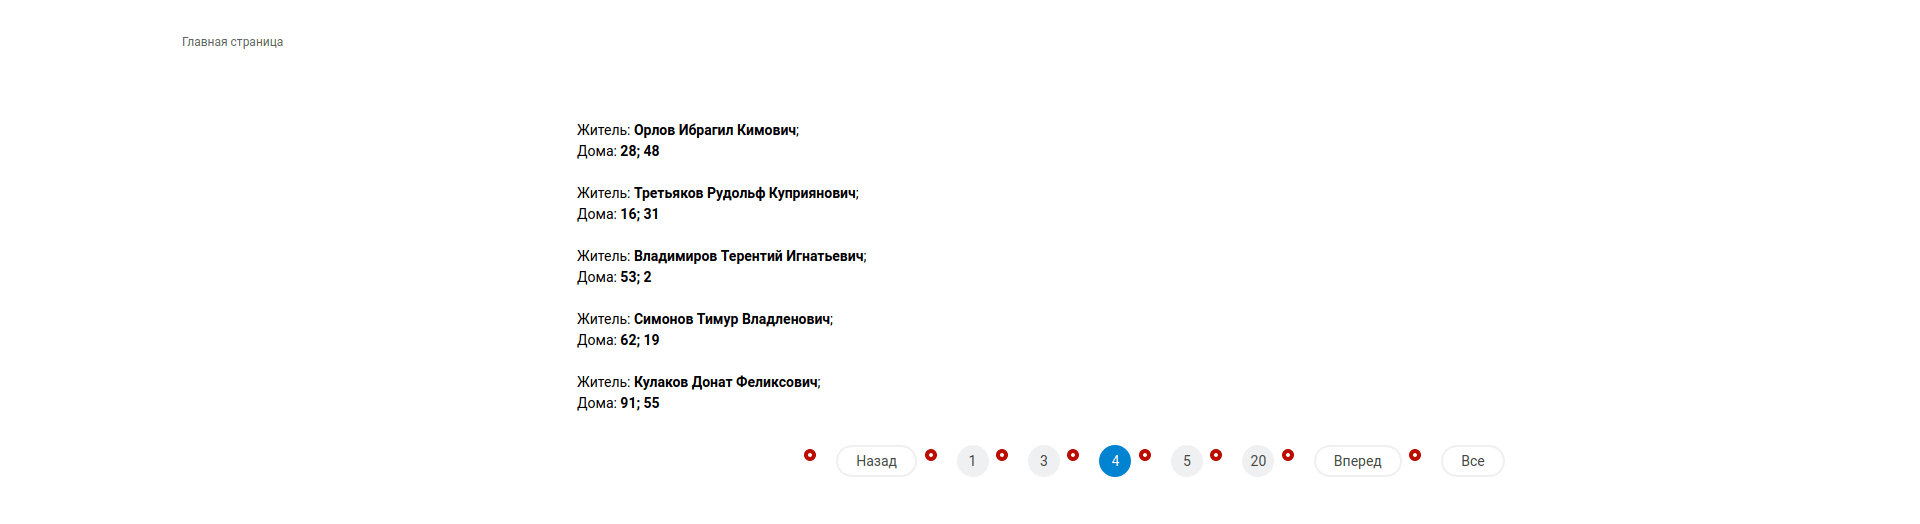 Главная страница
Житель: Орлов Ибрагил Кимович;
Дома: 28; 48
Житель: Третьяков Рудольф Куприянович;
Дома: 16; 31
Житель: Владимиров Терентий Игнатьевич;
Дома: 53; 2
Житель: Симонов Тимур Владленович;
Дома: 62; 19
Житель: Кулаков Донат Феликсович;
Дома: 91; 55
Назад 1 3 4 5 20 Вперед Все